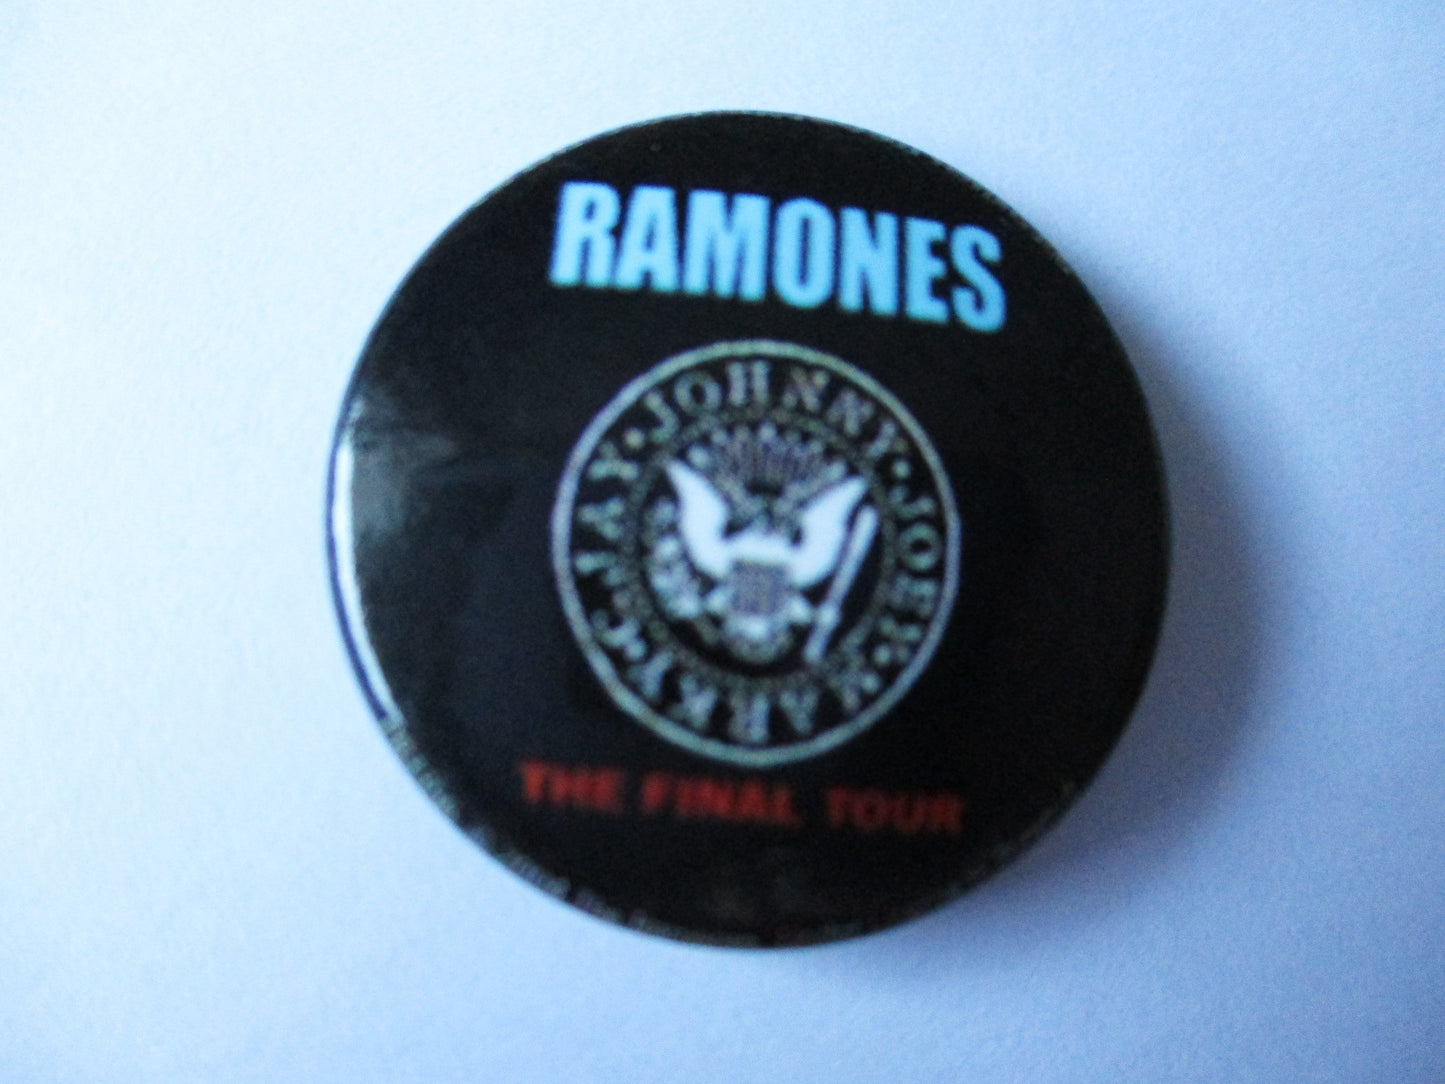 RAMONES
JOHNNY • JOEY • MARKY • CJAY •
THE FINAL TOUR